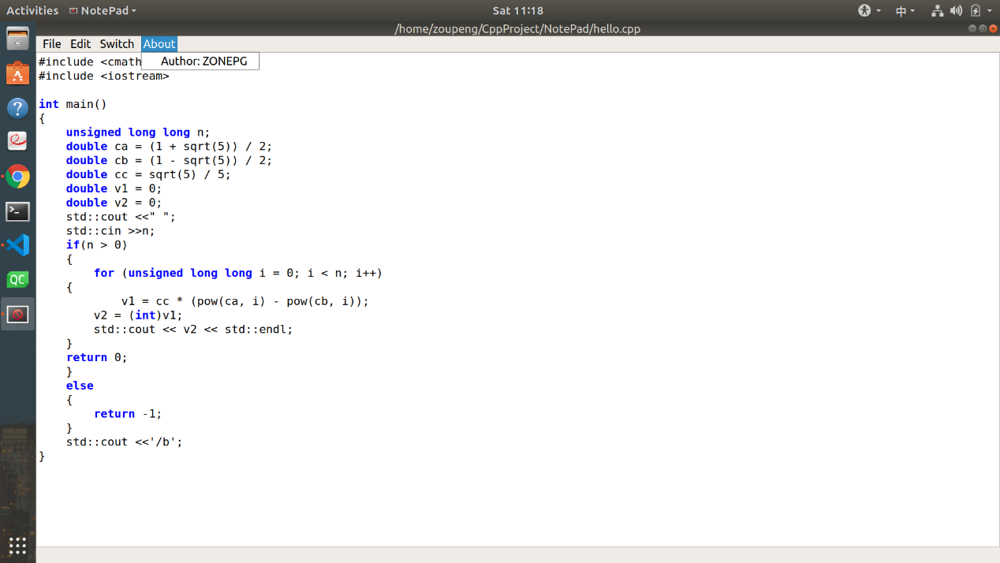 Activities NotePad Sat 11:18 中
/home/zoupeng/CppProject/NotePad/hello.cpp
File Edit Switch About
Author: ZONEPG
#include <cmath
#include <iostream>
int main()
{
    unsigned long long n;
    double ca = (1 + sqrt(5)) / 2;
    double cb = (1 - sqrt(5)) / 2;
    double cc = sqrt(5) / 5;
    double v1 = 0;
    double v2 = 0;
    std::cout <<" ";
    std::cin >>n;
    if(n > 0)
    {
        for (unsigned long long i = 0; i < n; i++)
    {
            v1 = cc * (pow(ca, i) - pow(cb, i));
        v2 = (int)v1;
        std::cout << v2 << std::endl;
    }
    return 0;
    }
    else
    {
        return -1;
    }
    std::cout <<'/b';
}
QC